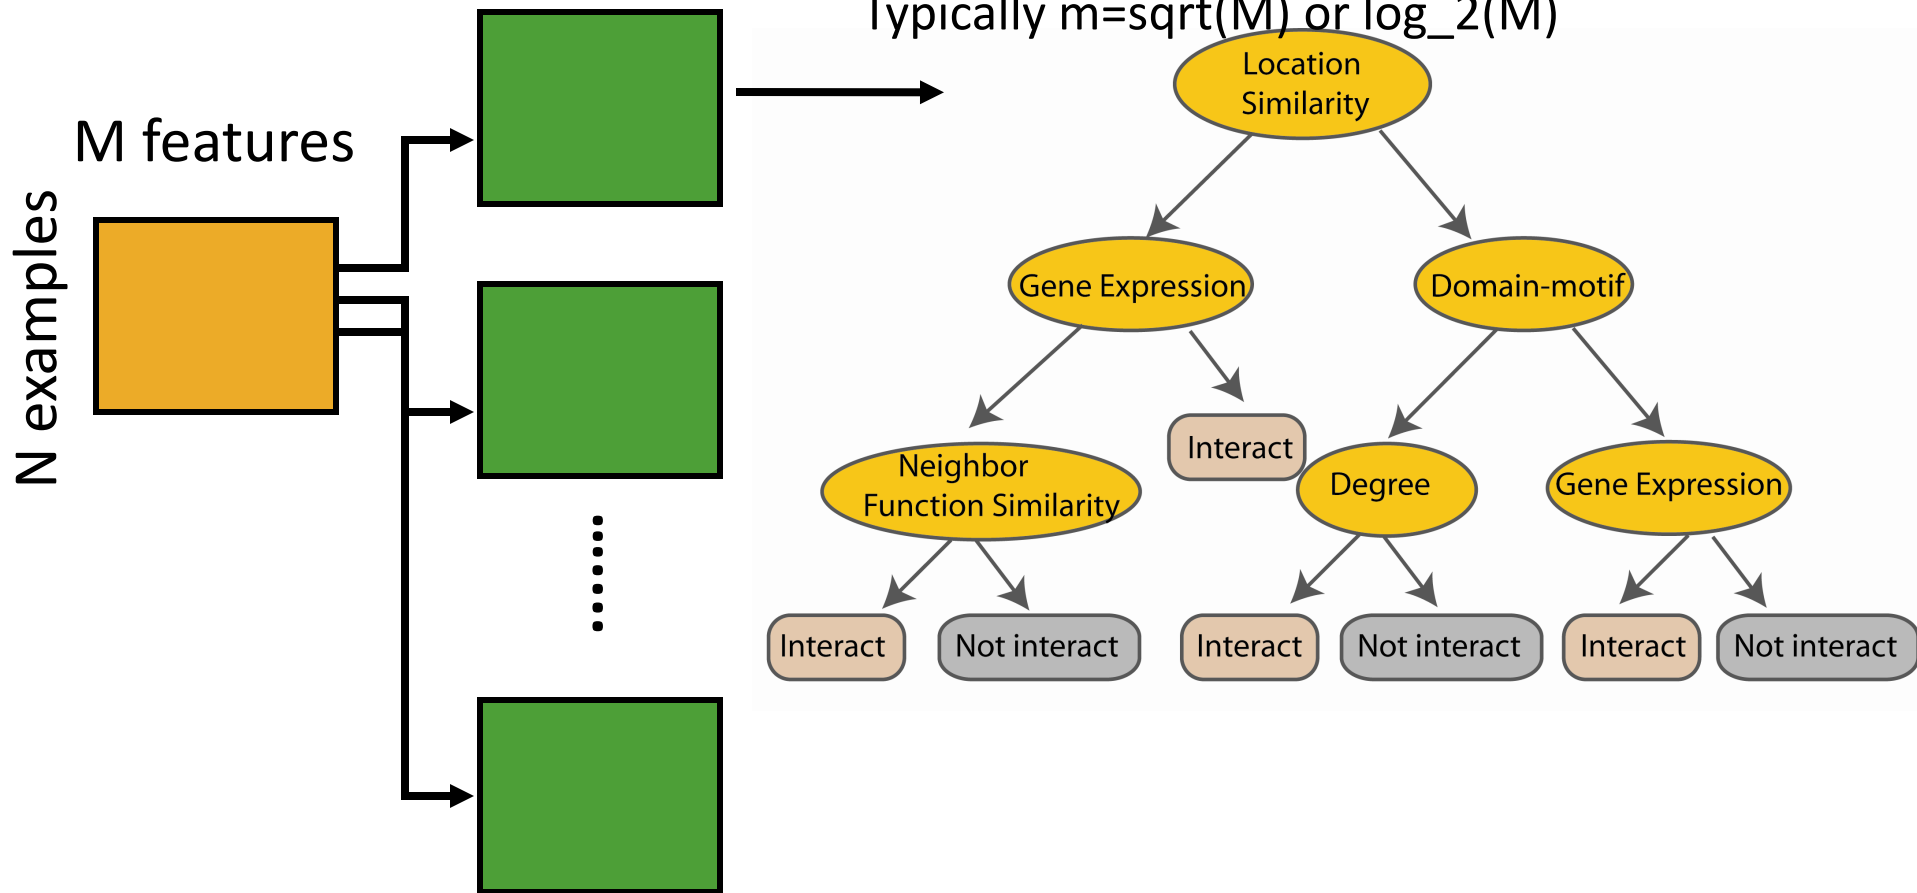 Typically m=sqrt(M) or log_2(M)
M features
N examples
Location
Similarity
Gene Expression
Domain-motif
Interact
Neighbor
Function Similarity
Degree
Gene Expression
Interact
Not interact
Interact
Not interact
Interact
Not interact